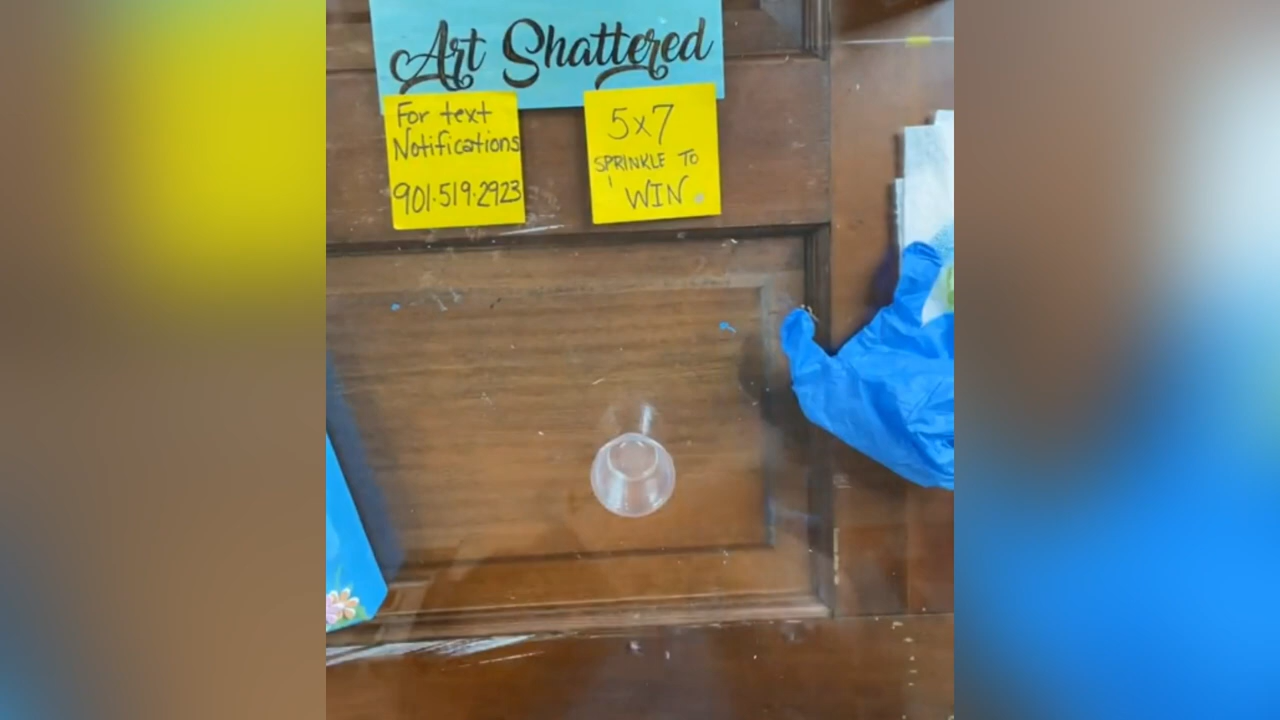 Art Shattered
For text
Notifications
901.519.2923
5x7
SPRINKLE TO
WIN.